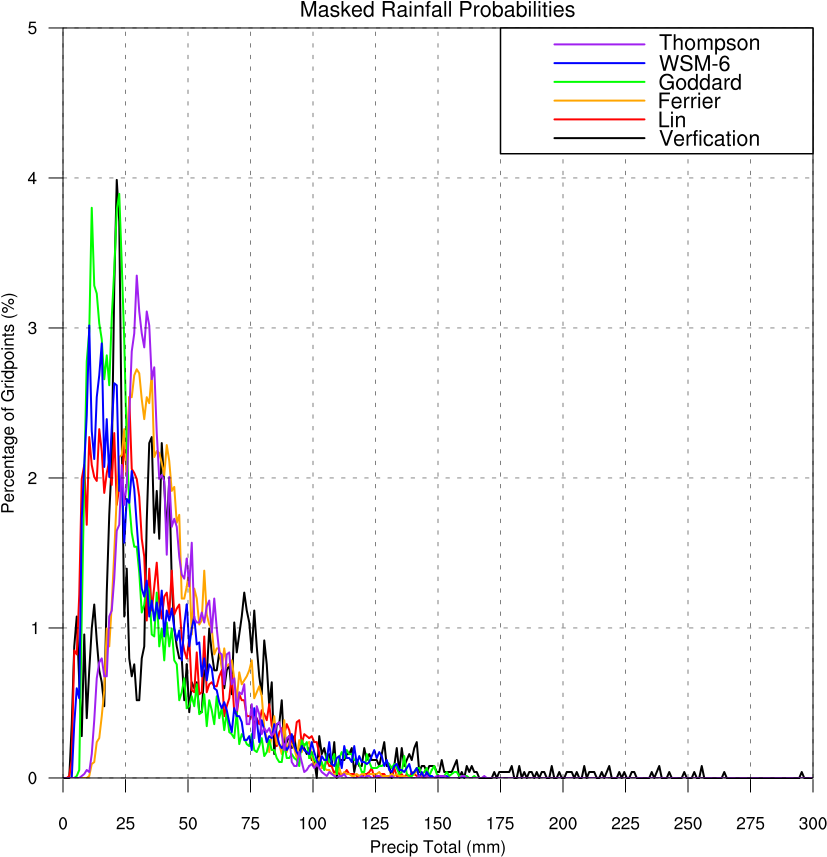 Masked Rainfall Probabilities
5
Thompson
WSM-6
Goddard
Ferrier
Lin
Verfication
4
3
2
1
0
Percentage of Gridpoints (%)
0 25 50 75 100 125 150 175 200 225 250 275 300
Precip Total (mm)